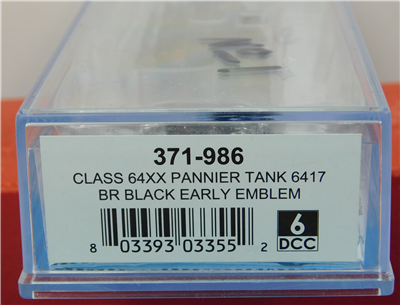 371-986
CLASS 64XX PANNIER TANK 6417
BR BLACK EARLY EMBLEM
6
DCC
8 03393 03355 2